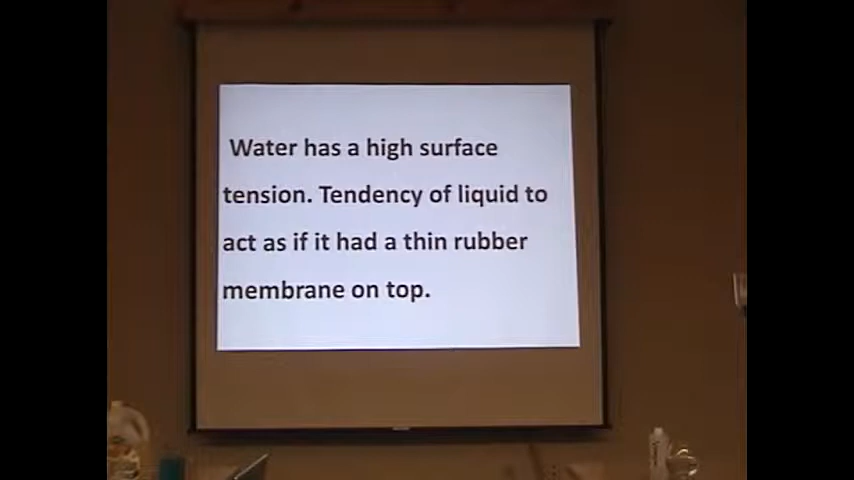 Water has a high surface
tension. Tendency of liquid to
act as if it had a thin rubber
membrane on top.